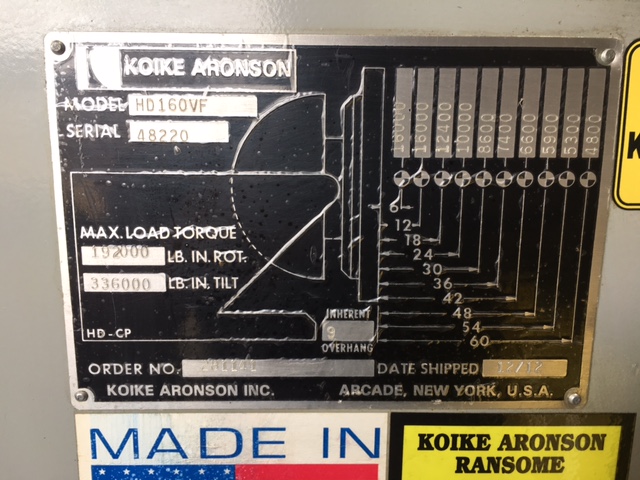 KOIKE ARONSON
MODEL HD160VF
SERIAL 48220
16000 16000 12400 10000 8600 7400 6600 5900 5300 4800
6
12
18
24
30
36
42
48
54
60
MAX. LOAD TORQUE
192000 LB. IN. ROT.
336000 LB. IN. TILT
INHERENT
9
OVERHANG
HD-CP
ORDER NO. DATE SHIPPED 12/12
KOIKE ARONSON INC. ARCADE, NEW YORK, U.S.A.
K
MADE IN
KOIKE ARONSON
RANSOME